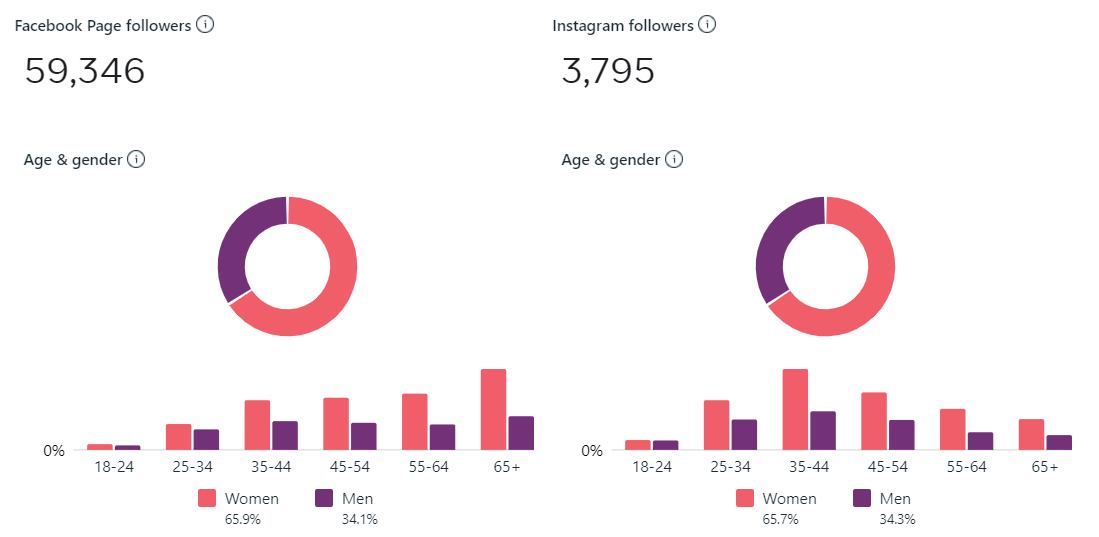 Facebook Page followers
59,346
Age & gender
0%
18-24 25-34 35-44 45-54 55-64 65+
Women Men
65.9% 34.1%
Instagram followers
3,795
Age & gender
0%
18-24 25-34 35-44 45-54 55-64 65+
Women Men
65.7% 34.3%